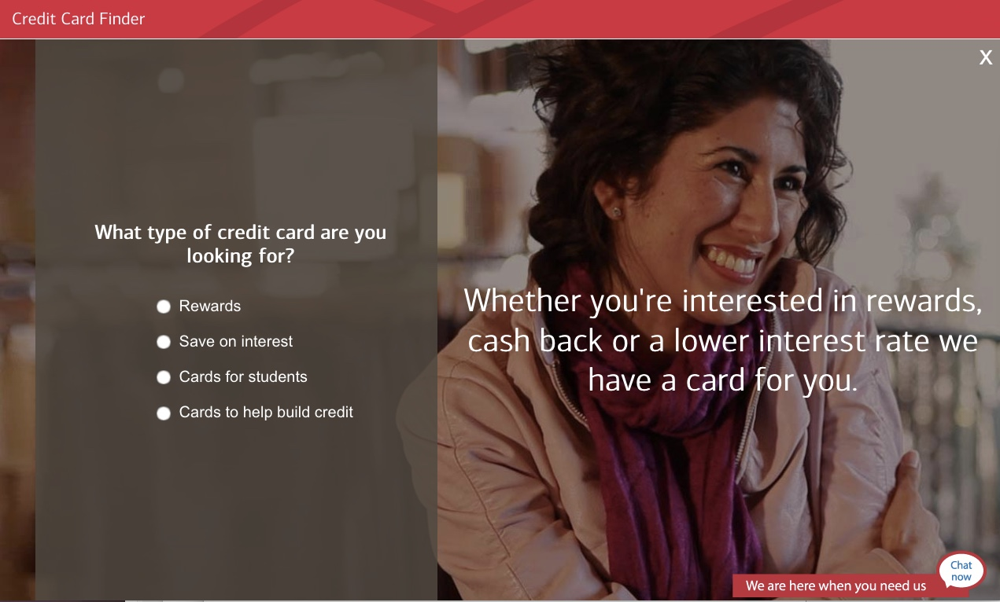 Credit Card Finder
X
What type of credit card are you
looking for?
Rewards
Save on interest
Cards for students
Cards to help build credit
Whether you're interested in rewards,
cash back or a lower interest rate we
have a card for you.
We are here when you need us
Chat
now